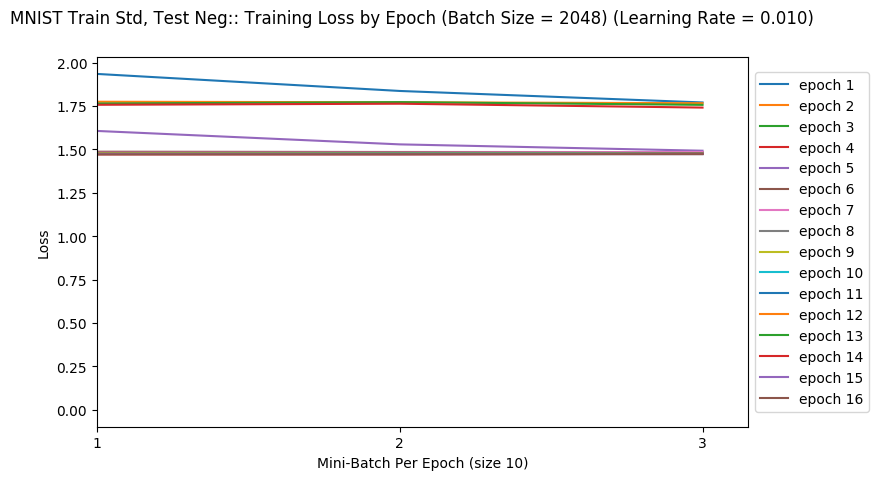 MNIST Train Std, Test Neg:: Training Loss by Epoch (Batch Size = 2048) (Learning Rate = 0.010)
2.00
1.75
1.50
1.25
1.00
0.75
0.50
0.25
0.00
Loss
1
2
3
Mini-Batch Per Epoch (size 10)
epoch 1
epoch 2
epoch 3
epoch 4
epoch 5
epoch 6
epoch 7
epoch 8
epoch 9
epoch 10
epoch 11
epoch 12
epoch 13
epoch 14
epoch 15
epoch 16